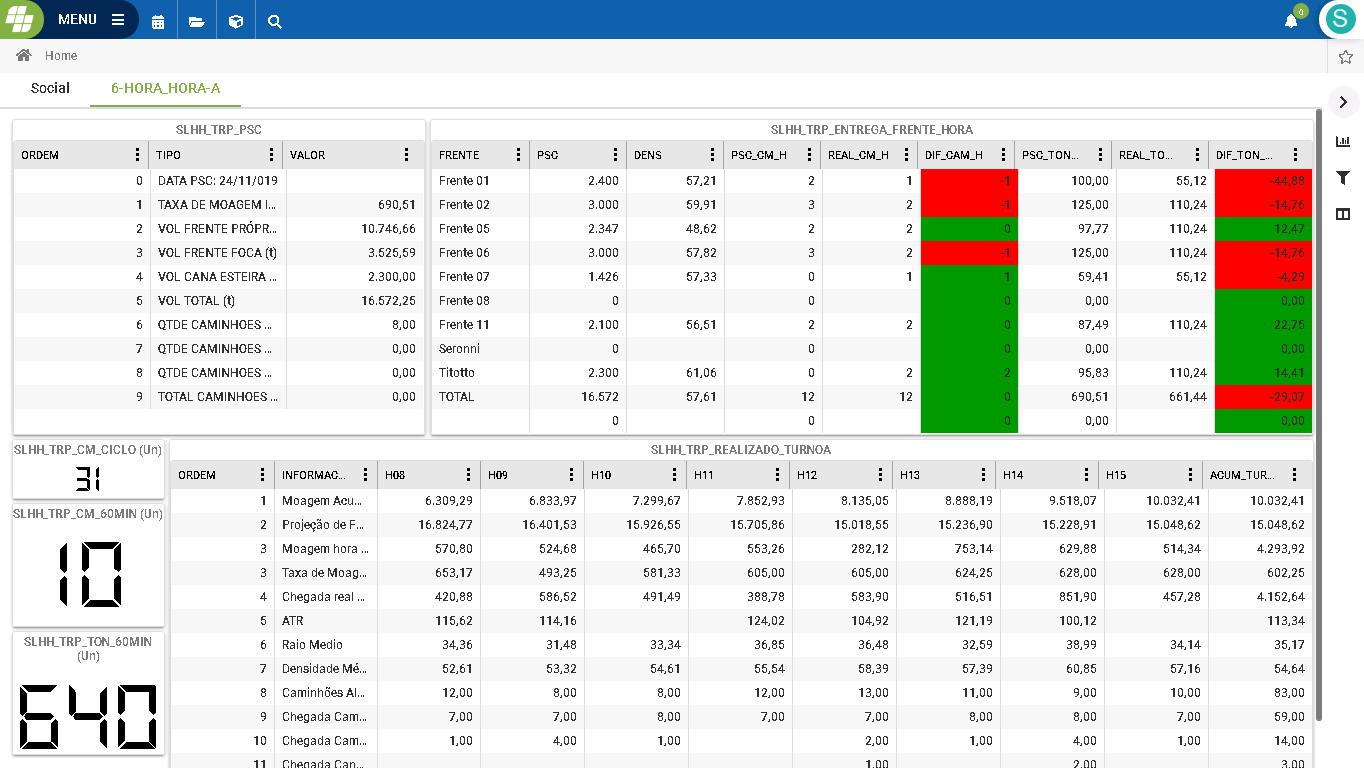 MENU
0
S
Home
Social 6-HORA_HORA-A
SLHH_TRP_PSC
ORDEM TIPO VALOR
0 DATA PSC: 24/11/019
1 TAXA DE MOAGEM I... 690,51
2 VOL FRENTE PRÓPR... 10.746,66
3 VOL FRENTE FOCA (t) 3.525,59
4 VOL CANA ESTEIRA ... 2.300,00
5 VOL TOTAL (t) 16.572,25
6 QTDE CAMINHOES ... 8,00
7 QTDE CAMINHOES ... 0,00
8 QTDE CAMINHOES ... 0,00
9 TOTAL CAMINHOES ... 0,00
SLHH_TRP_ENTREGA_FRENTE_HORA
FRENTE PSC DENS PSC_CM_H REAL_CM_H DIF_CAM_H PSC_TON... REAL_TO... DIF_TON_...
Frente 01 2.400 57,21 2 1 -1 100,00 55,12 -44,88
Frente 02 3.000 59,91 3 2 -1 125,00 110,24 -14,76
Frente 05 2.347 48,62 2 2 0 97,77 110,24 12,47
Frente 06 3.000 57,82 3 2 -1 125,00 110,24 -14,76
Frente 07 1.426 57,33 0 1 1 59,41 55,12 -4,29
Frente 08 0 0 0 0,00 0,00
Frente 11 2.100 56,51 2 2 0 87,49 110,24 22,75
Seronni 0 0 0 0,00 0,00
Titotto 2.300 61,06 0 2 2 95,83 110,24 14,41
TOTAL 16.572 57,61 12 12 0 690,51 661,44 -29,07
0 0 0 0,00 0,00
SLHH_TRP_CM_CICLO (Un)
31
SLHH_TRP_CM_60MIN (Un)
10
SLHH_TRP_TON_60MIN
(Un)
640
SLHH_TRP_REALIZADO_TURNOA
ORDEM INFORMAC... H08 H09 H10 H11 H12 H13 H14 H15 ACUM_TUR...
1 Moagem Acu... 6.309,29 6.833,97 7.299,67 7.852,93 8.135,05 8.888,19 9.518,07 10.032,41 10.032,41
2 Projeção de F... 16.824,77 16.401,53 15.926,55 15.705,86 15.018,55 15.236,90 15.228,91 15.048,62 15.048,62
3 Moagem hora ... 570,80 524,68 465,70 553,26 282,12 753,14 629,88 514,34 4.293,92
3 Taxa de Moag... 653,17 493,25 581,33 605,00 605,00 624,25 628,00 628,00 602,25
4 Chegada real ... 420,88 586,52 491,49 388,78 583,90 516,51 851,90 457,28 4.152,64
5 ATR 115,62 114,16 124,02 104,92 121,19 100,12 113,34
6 Raio Medio 34,36 31,48 33,34 36,85 36,48 32,59 38,99 34,14 35,17
7 Densidade Mé... 52,61 53,32 54,61 55,54 58,39 57,39 60,85 57,16 54,64
8 Caminhões Al... 12,00 8,00 8,00 12,00 13,00 11,00 9,00 10,00 83,00
9 Chegada Cam... 7,00 7,00 8,00 7,00 7,00 8,00 8,00 7,00 59,00
10 Chegada Cam... 1,00 4,00 1,00 2,00 1,00 4,00 1,00 14,00
11 Chegada Can... 1,00 2,00 3,00